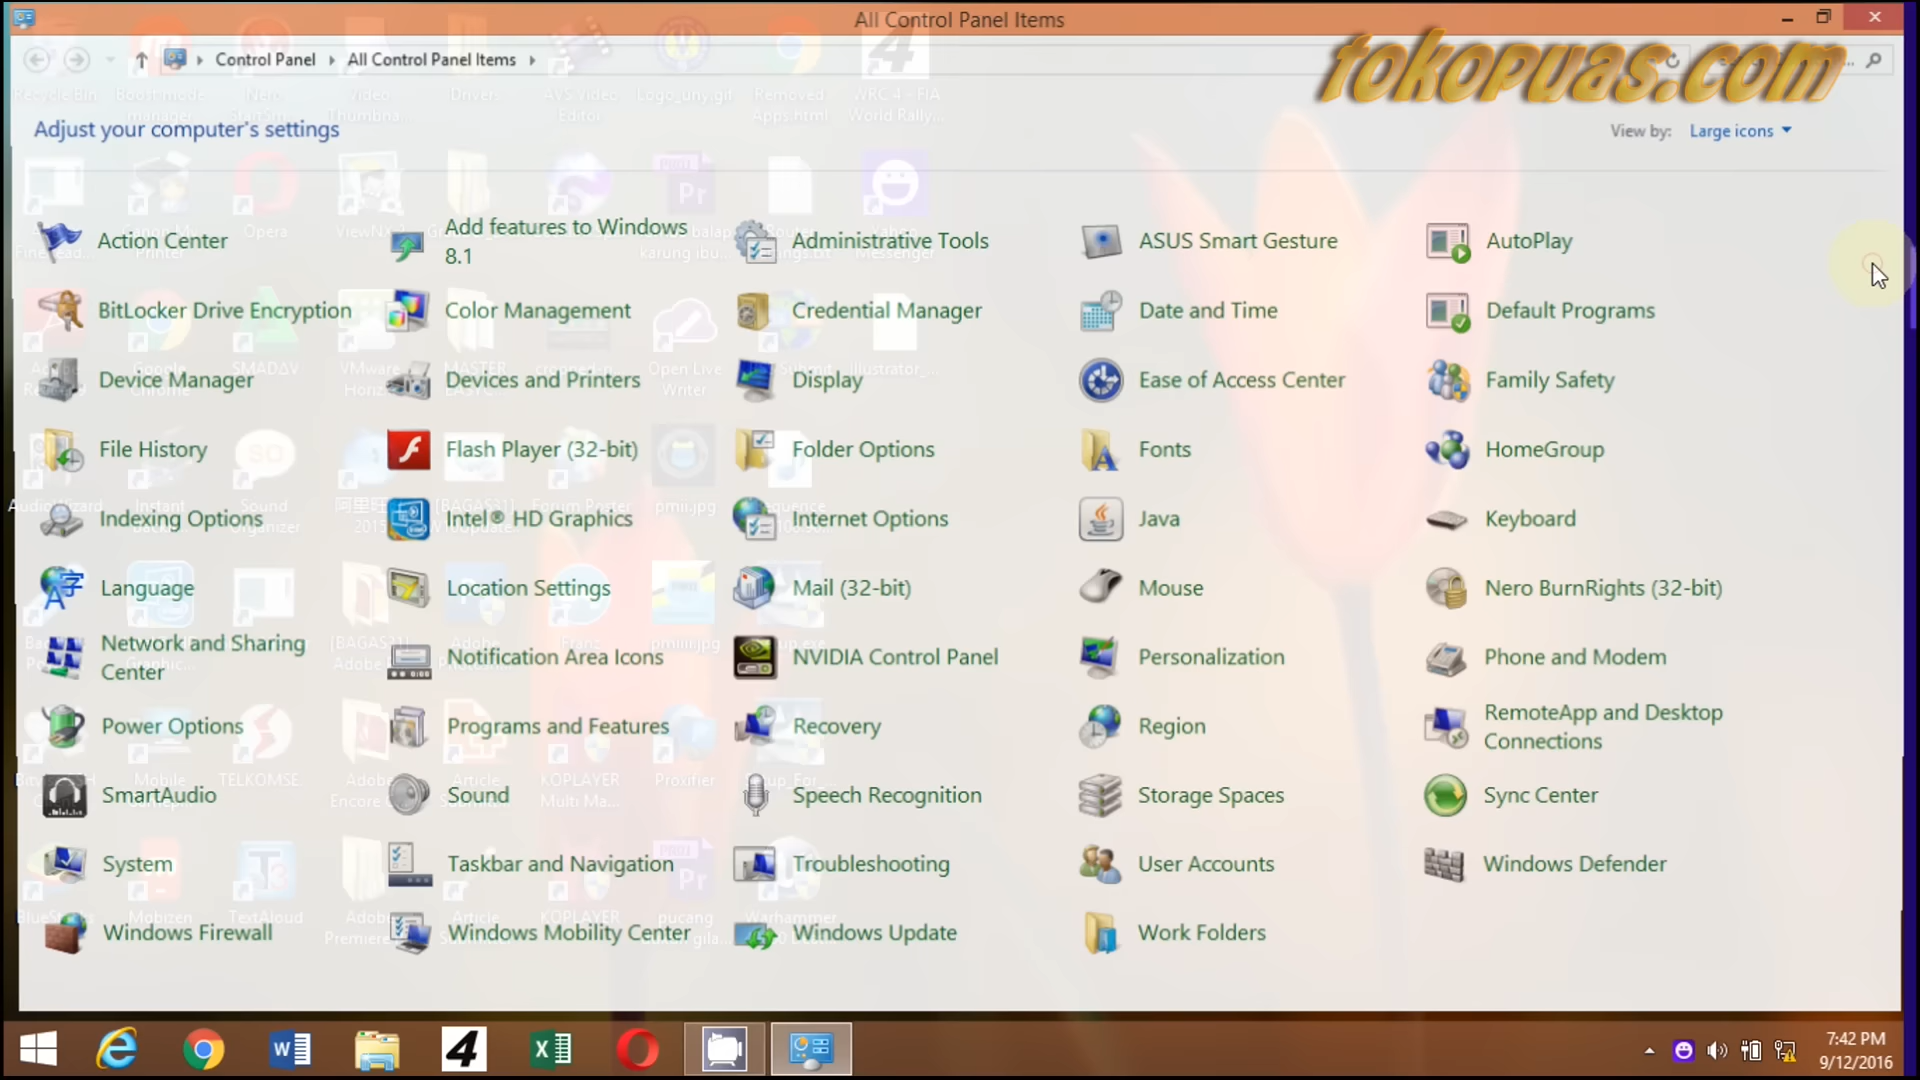 All Control Panel Items
Control Panel
All Control Panel Items
tokopuas.com
Adjust your computer's settings
View by: Large icons
Action Center
Add features to Windows
8.1
Administrative Tools
ASUS Smart Gesture
AutoPlay
BitLocker Drive Encryption
Color Management
Credential Manager
Date and Time
Default Programs
Device Manager
Devices and Printers
Display
Ease of Access Center
Family Safety
File History
Flash Player (32-bit)
Folder Options
Fonts
HomeGroup
Indexing Options
Intel® HD Graphics
Internet Options
Java
Keyboard
Language
Location Settings
Mail (32-bit)
Mouse
Nero BurnRights (32-bit)
Network and Sharing
Center
Notification Area Icons
NVIDIA Control Panel
Personalization
Phone and Modem
Power Options
Programs and Features
Recovery
Region
RemoteApp and Desktop
Connections
SmartAudio
Sound
Speech Recognition
Storage Spaces
Sync Center
System
Taskbar and Navigation
Troubleshooting
User Accounts
Windows Defender
Windows Firewall
Windows Mobility Center
Windows Update
Work Folders
7:42 PM
9/12/2016